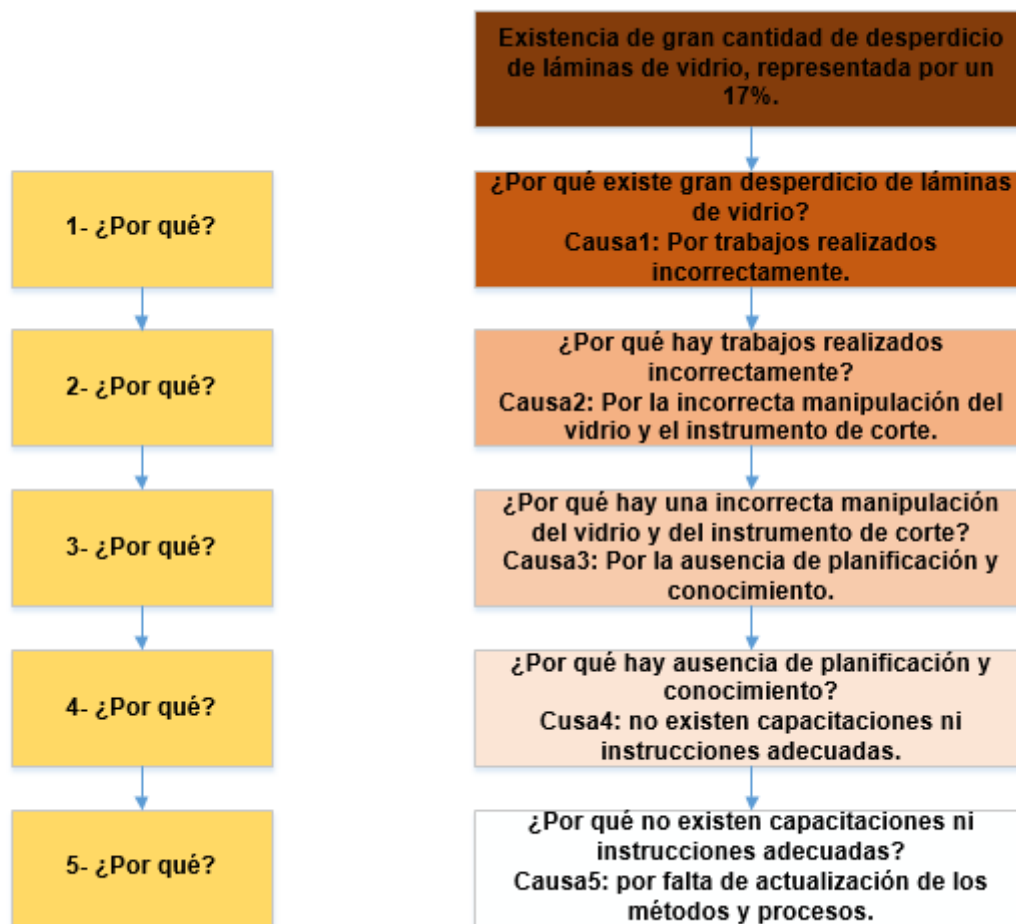 Existencia de gran cantidad de desperdicio
de láminas de vidrio, representada por un
17%.
1- ¿Por qué?
¿Por qué existe gran desperdicio de láminas
de vidrio?
Causa1: Por trabajos realizados
incorrectamente.
2- ¿Por qué?
¿Por qué hay trabajos realizados
incorrectamente?
Causa2: Por la incorrecta manipulación del
vidrio y el instrumento de corte.
3- ¿Por qué?
¿Por qué hay una incorrecta manipulación
del vidrio y del instrumento de corte?
Causa3: Por la ausencia de planificación y
conocimiento.
4- ¿Por qué?
¿Por qué hay ausencia de planificación y
conocimiento?
Cusa4: no existen capacitaciones ni
instrucciones adecuadas.
5- ¿Por qué?
¿Por qué no existen capacitaciones ni
instrucciones adecuadas?
Causa5: por falta de actualización de los
métodos y procesos.